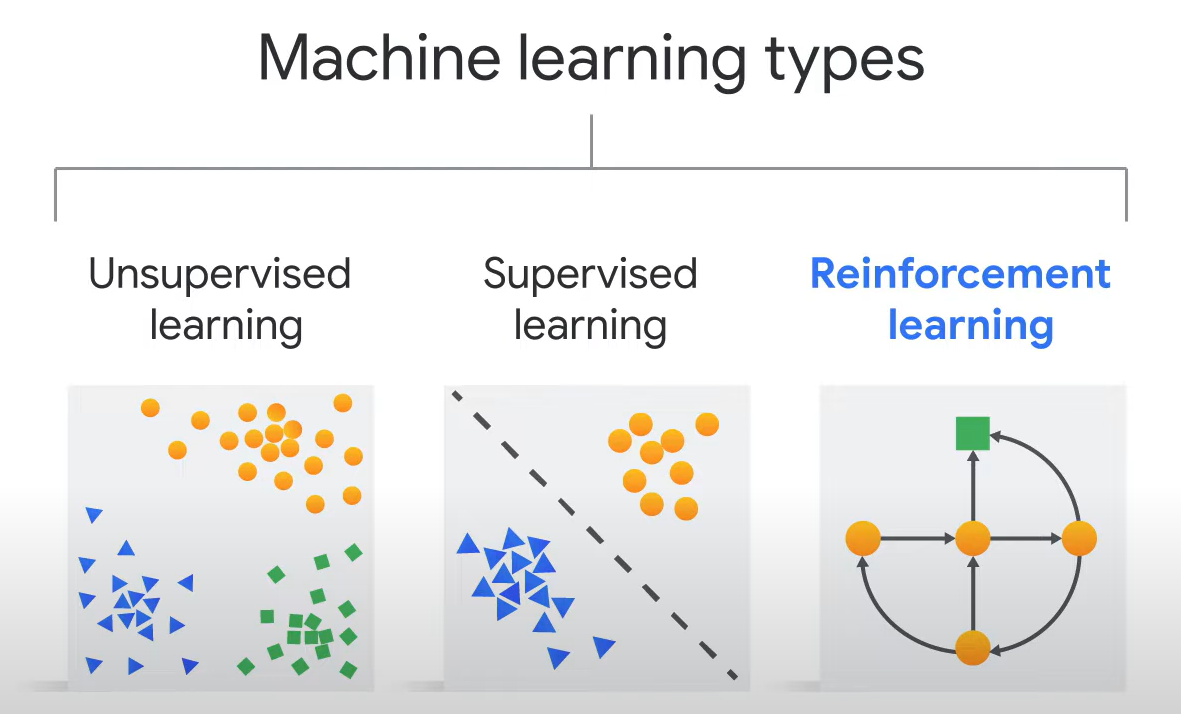 Machine learning types
Unsupervised
learning
Supervised
learning
Reinforcement
learning